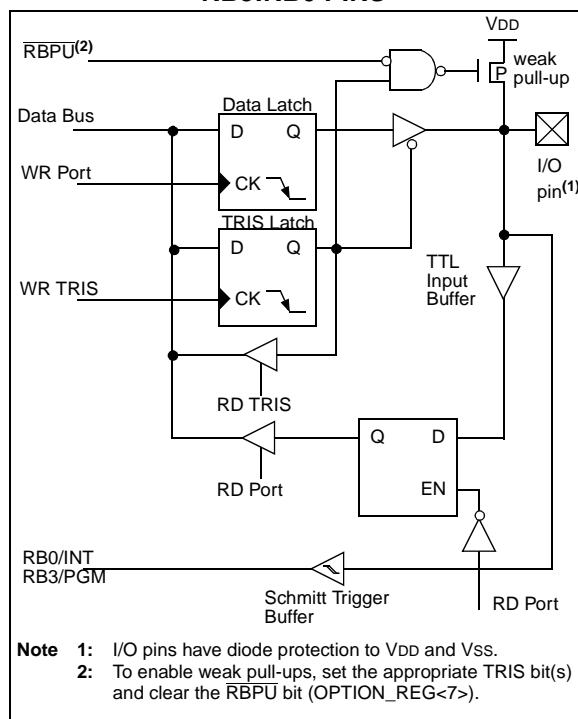 RBPU(2)
VDD
P
weak
pull-up
Data Latch
Data Bus
D Q
WR Port
CK
I/O
pin(1)
TRIS Latch
D Q
TTL
Input
Buffer
WR TRIS
CK
RD TRIS
Q D
RD Port
EN
RB0/INT
RB3/PGM
Schmitt Trigger
Buffer
RD Port
Note 1: I/O pins have diode protection to VDD and VSS.
2: To enable weak pull-ups, set the appropriate TRIS bit(s)
and clear the RBPU bit (OPTION_REG<7>).